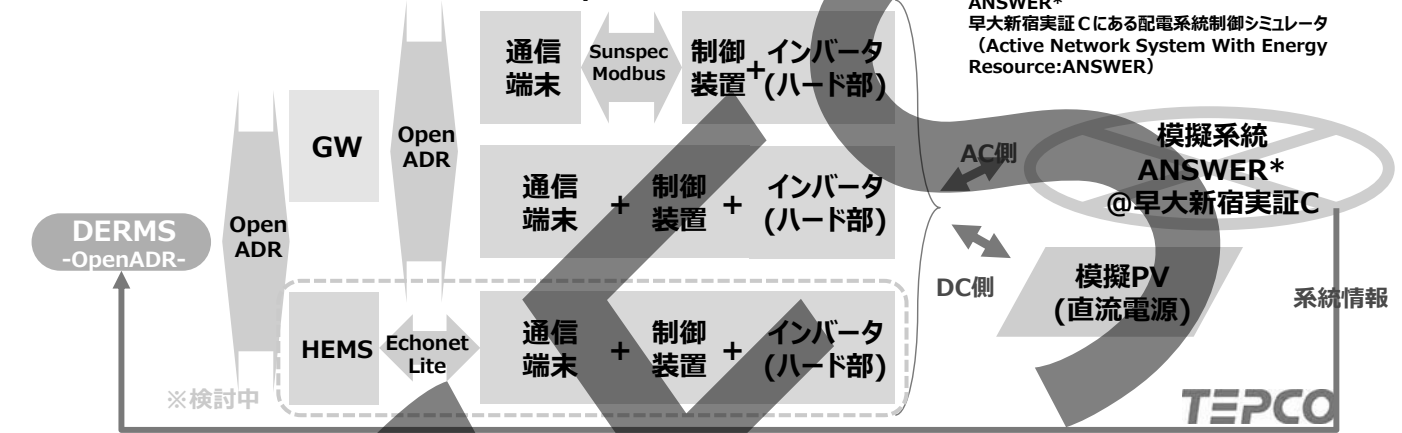 ANSWER*
早大新宿実証Cにある配電系統制御シミュレータ
（Active Network System With Energy
Resource:ANSWER）
通信
端末
Sunspec
Modbus
制御
装置
+
インバータ
(ハード部)
GW
Open
ADR
通信
端末
+
制御
装置
+
インバータ
(ハード部)
AC側
模擬系統
ANSWER*
@早大新宿実証C
DERMS
-OpenADR-
Open
ADR
DC側
模擬PV
(直流電源)
系統情報
HEMS
Echonet
Lite
通信
端末
+
制御
装置
+
インバータ
(ハード部)
※検討中
TEPCO